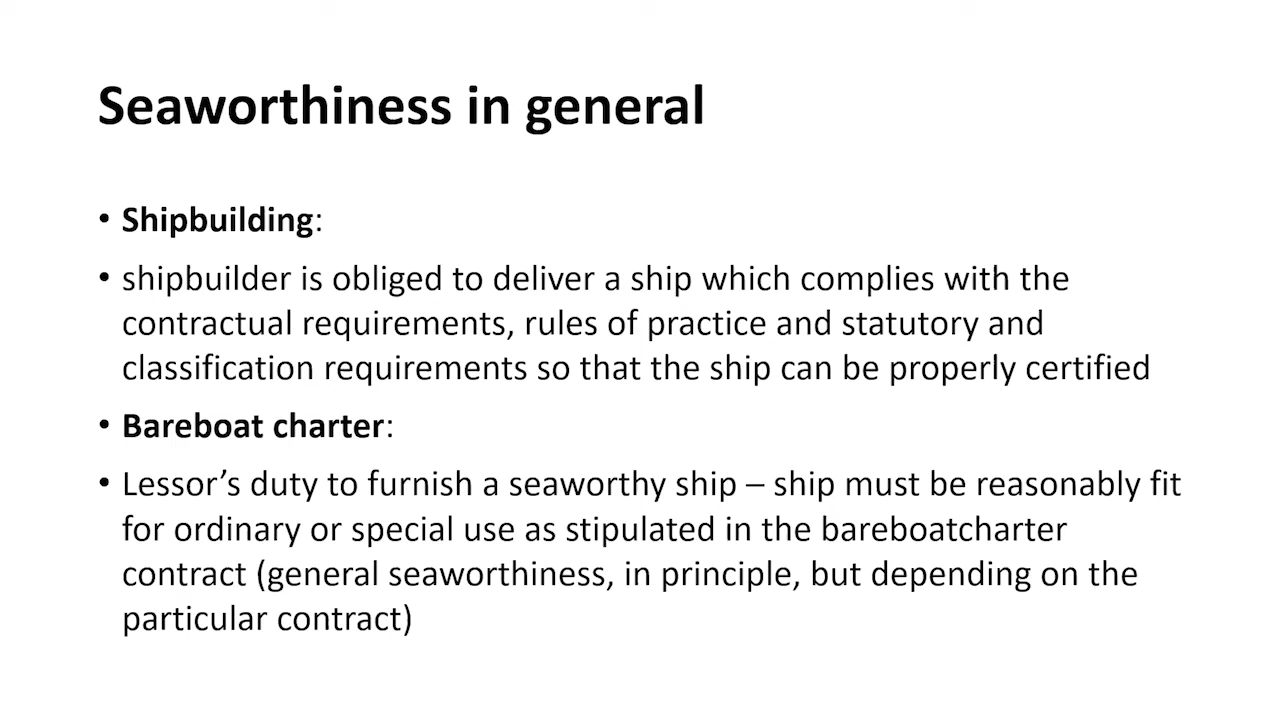 Seaworthiness in general
• Shipbuilding:
• shipbuilder is obliged to deliver a ship which complies with the
contractual requirements, rules of practice and statutory and
classification requirements so that the ship can be properly certified
• Bareboat charter:
• Lessor’s duty to furnish a seaworthy ship – ship must be reasonably fit
for ordinary or special use as stipulated in the bareboatcharter
contract (general seaworthiness, in principle, but depending on the
particular contract)